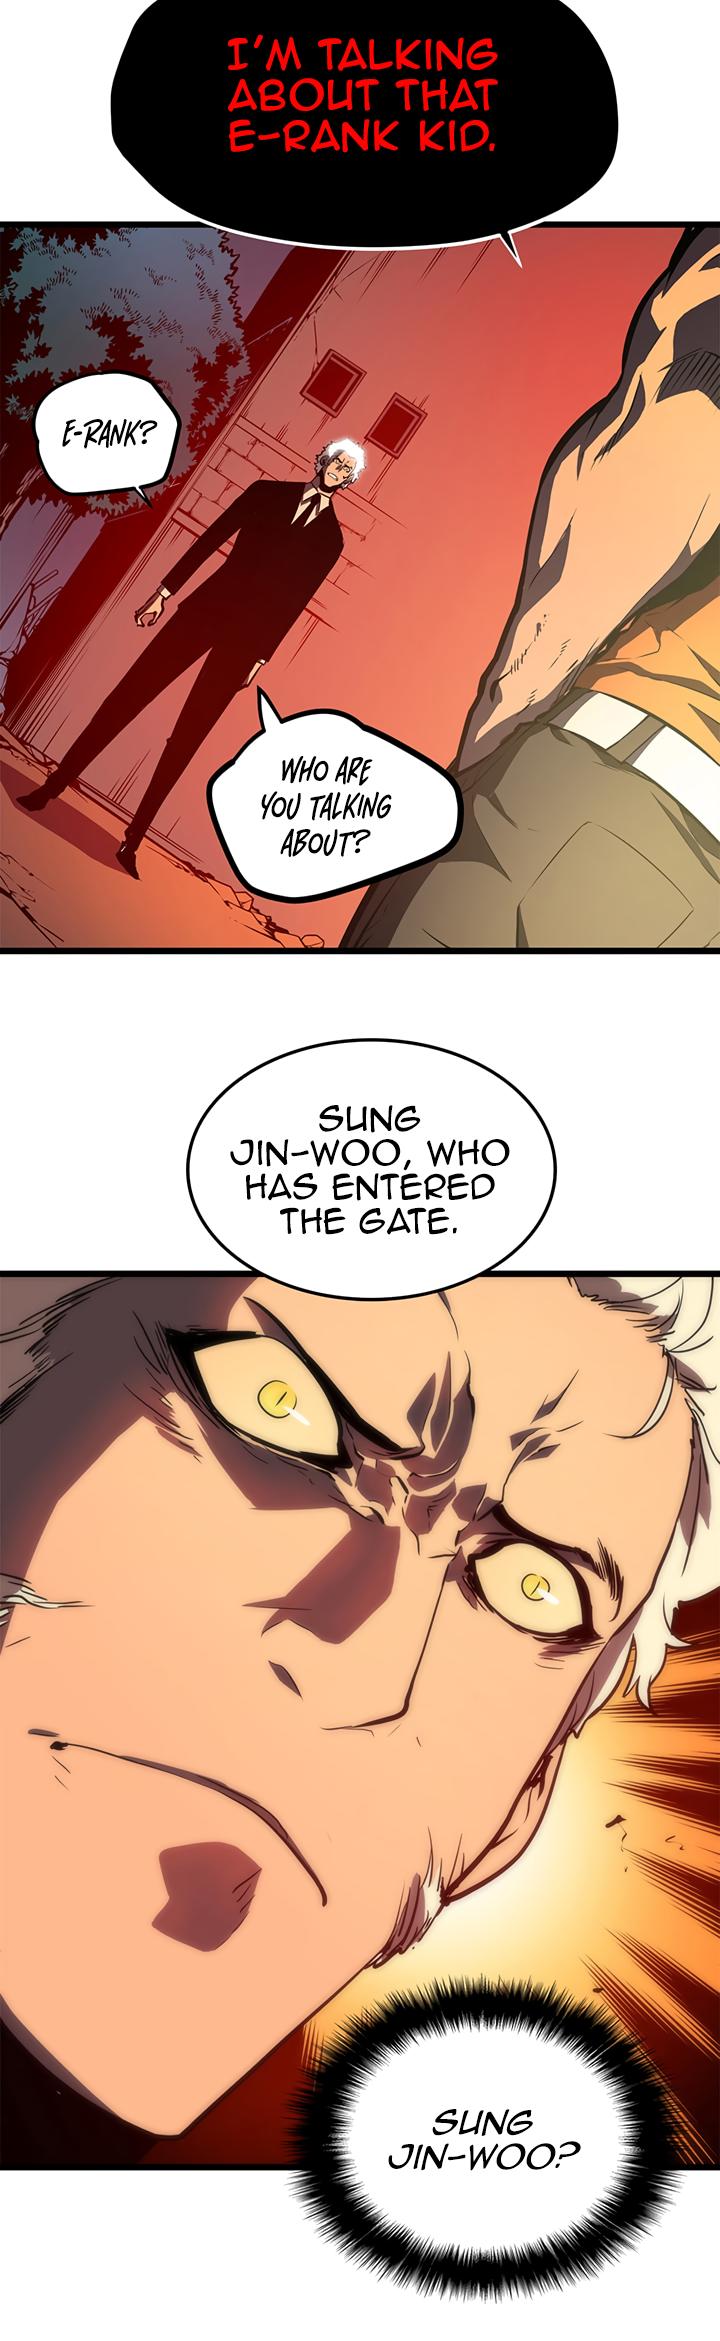 I'M TALKING
ABOUT THAT
E-RANK KID.
E-RANK?
WHO ARE
YOU TALKING
ABOUT?
SUNG
JIN-WOO, WHO
HAS ENTERED
THE GATE.
SUNG
JIN-WOO?